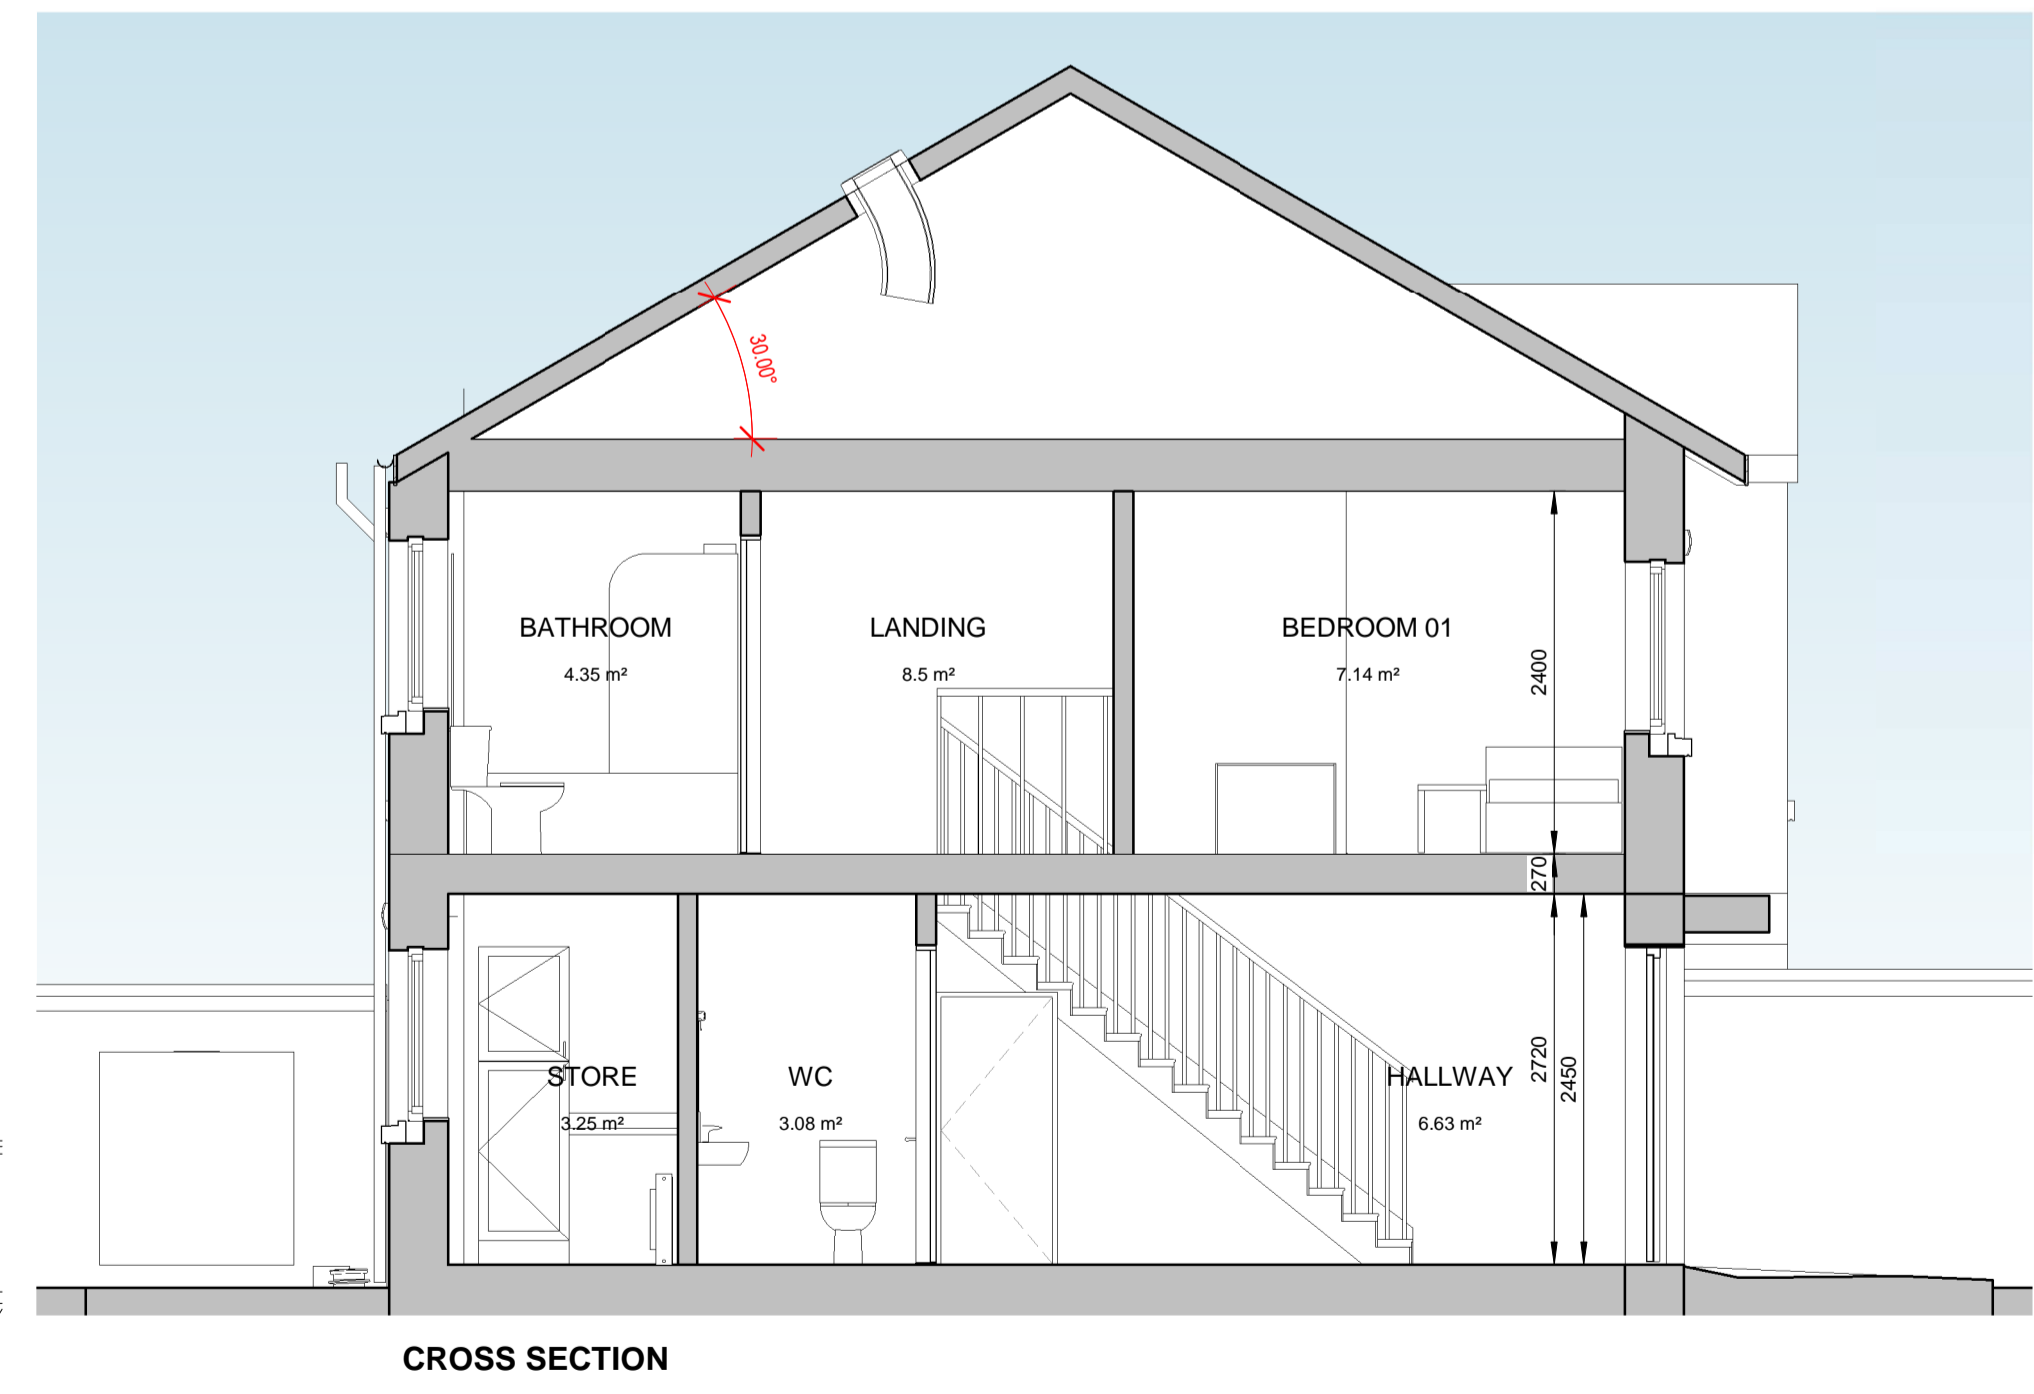 30.00°
BATHROOM
4.35 m²
LANDING
8.5 m²
BEDROOM 01
7.14 m²
2400
270
STORE
3.25 m²
WC
3.08 m²
HALLWAY
6.63 m²
2720
2450
CROSS SECTION